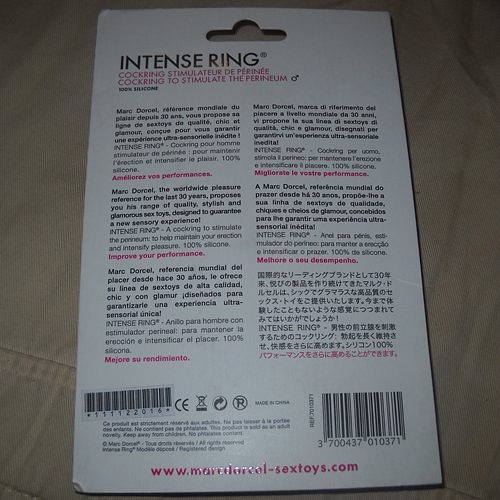 INTENSE RING®
COCKRING STIMULATEUR DE PÉRINÉE
COCKRING TO STIMULATE THE PERINEUM ♂
100% SILICONE
Marc Dorcel, référence mondiale du
plaisir depuis 30 ans, vous propose sa
ligne de sextoys de qualité, chic et
glamour, conçue pour vous garantir
une expérience ultra-sensorielle inédite !
INTENSE RING® - Cockring pour homme
stimulateur de périnée : pour maintenir
l'érection et intensifier le plaisir. 100%
silicone.
Améliorez vos performances.
Marc Dorcel, the worldwide pleasure
reference for the last 30 years, proposes
you his range of quality, stylish and
glamorous sex toys, designed to guarantee
a new sensory experience!
INTENSE RING® - A cockring to stimulate
the perineum: to help maintain your erection
and intensify pleasure. 100% silicone.
Improve your performance.
Marc Dorcel, referencia mundial del
placer desde hace 30 años, le ofrece
su línea de sextoys de alta calidad,
chic y con glamur ¡diseñados para
garantizarle una experiencia ultra-
sensorial única!
INTENSE RING® - Anillo para hombre con
estimulador perineal: para mantener la
erección e intensificar el placer. 100%
silicona.
Mejore su rendimiento.
Marc Dorcel, marca di riferimento del
piacere a livello mondiale da 30 anni,
vi propone la sua linea di sextoys di
qualità, chic e glamour, disegnati per
garantirvi un'esperienza ultra-sensoriale
inedita!
INTENSE RING® - Cockring per uomo,
stimola il perineo: per mantenere l'erezione
e intensificare il piacere. 100% silicone.
Migliorate le vostre performance.
A Marc Dorcel, referência mundial do
prazer desde há 30 anos, propõe-lhe a
sua linha de sextoys de qualidade,
chiques e cheios de glamour, concebidos
para lhe garantir uma experiência ultra-
sensorial inédita!
INTENSE RING® - Anel para pénis, esti-
mulador do perineo: para manter a erecção
e intensificar o prazer. 100% de silicone.
Melhore o seu desempenho.
国際的なリーディングブランドとして30年
来、悦びの製品を作り続けてきたマルク・ド
ルセルは、シックでグラマラスな高品質のセ
ックス・トイをご提供いたします。今まで体
験したこともないような感覚につつまれて
みてはいかがでしょうか!
INTENSE RING® - 男性の前立腺を刺激
するためのコックリング: 勃起を長く維持さ
せ、快感をさらに高めます。シリコン100%
パフォーマンスをさらに高めることができます。
*111122016*
CE
MADE IN CHINA
Ce produit est strictement réservé aux adultes. Ne pas laisser à la portée
des enfants. Ne contient pas de phtalates. This product is sold as an adult
novelty. Keep away from children. No phtalates contained.
Marc Dorcel® - Tous droits réservés / All rights reserved
Intense Ring® Modèle déposé / Registered design
REF.7010371
3 700437 010371
www.marcdorcel-sextoys.com